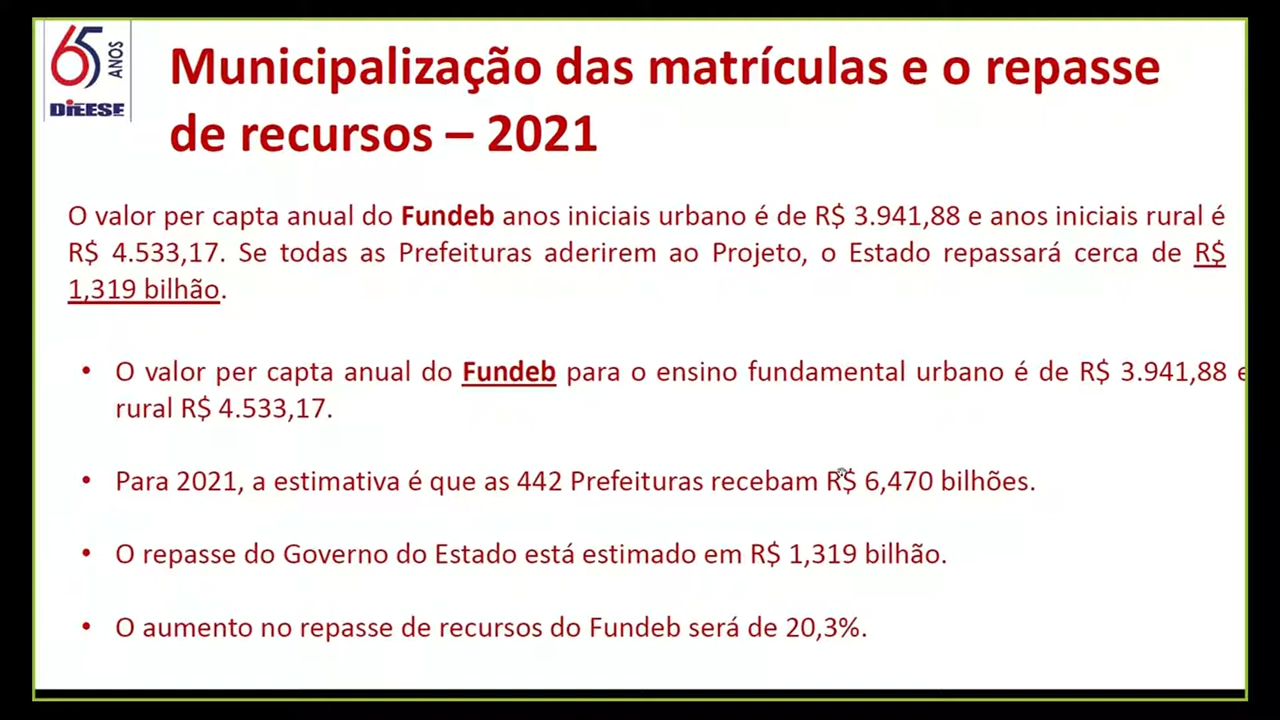 65 ANOS
DIEESE
Municipalização das matrículas e o repasse
de recursos – 2021
O valor per capta anual do Fundeb anos iniciais urbano é de R$ 3.941,88 e anos iniciais rural é
R$ 4.533,17. Se todas as Prefeituras aderirem ao Projeto, o Estado repassará cerca de R$
1,319 bilhão.
• O valor per capta anual do Fundeb para o ensino fundamental urbano é de R$ 3.941,88 e
rural R$ 4.533,17.
• Para 2021, a estimativa é que as 442 Prefeituras recebam R$ 6,470 bilhões.
• O repasse do Governo do Estado está estimado em R$ 1,319 bilhão.
• O aumento no repasse de recursos do Fundeb será de 20,3%.